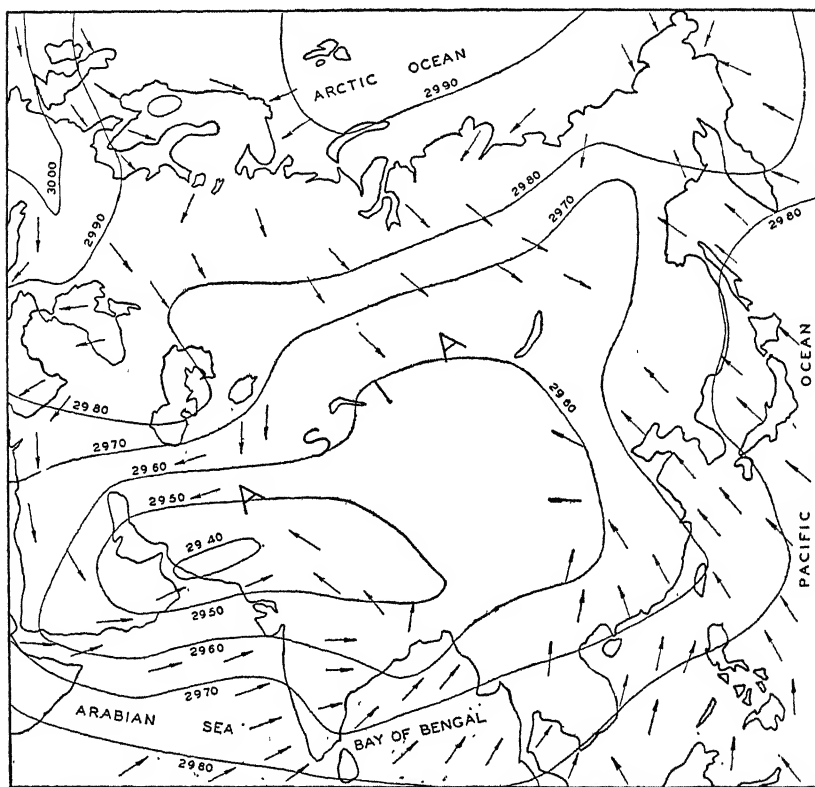 ARCTIC OCEAN
2990
3000
2990
2980
2970
2980
A
S
A
2980
2970
2960
2950
2940
2960
2950
2960
2970
2980
ARABIAN SEA
BAY OF BENGAL
PACIFIC OCEAN